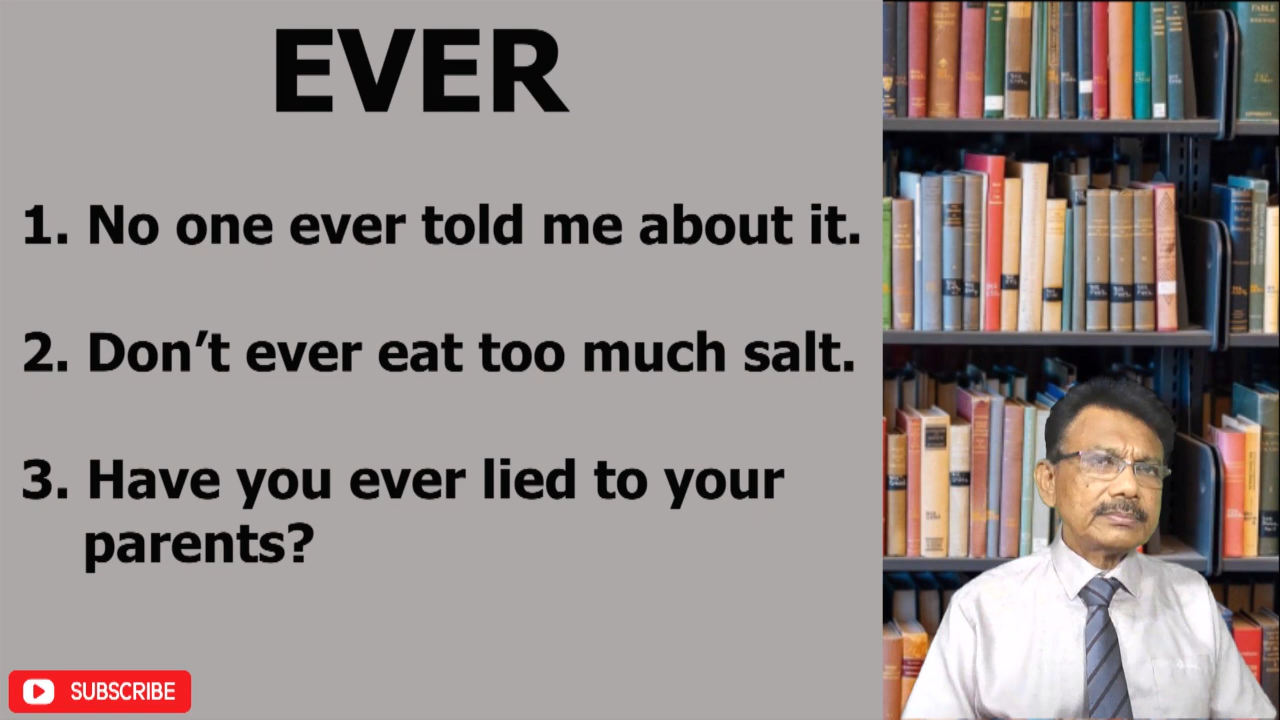 EVER
1. No one ever told me about it.
2. Don’t ever eat too much salt.
3. Have you ever lied to your
parents?
SUBSCRIBE